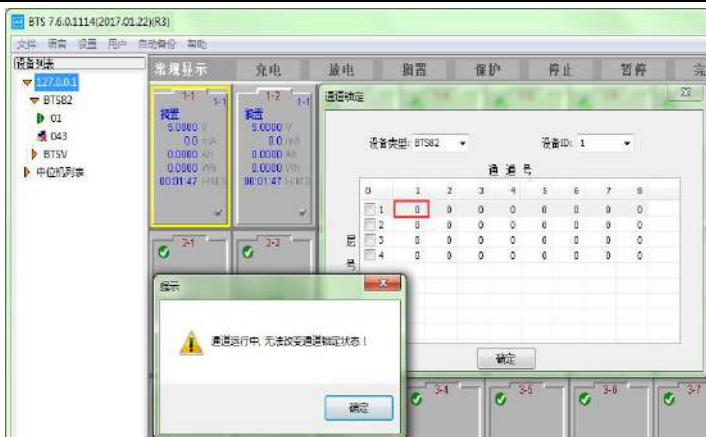 BTS 7.6.0.1114(2017.01.22)(R3)
文件 语言 设置 用户 自动备份 帮助
设备列表
127.0.0.1
BTS82
01
043
BTSV
中位机列表
常规显示 充电 放电 搁置 保护 停止 暂停 完
1-1 1-1
搁置
5.0000 V
0.0 mA
0.0000 Ah
0.0000 Wh
00:01:47 H:M:S
1-2 1-1
搁置
5.0000 V
0.0 mA
0.0000 Ah
0.0000 Wh
00:01:47 H:M:S
2-1 2-2
通道锁定
设备类型: BTS82 设备ID: 1
通 道 号
0 1 2 3 4 5 6 7 8
1 0 0 0 0 0 0 0 0
2 0 0 0 0 0 0 0 0
3 0 0 0 0 0 0 0 0
4 0 0 0 0 0 0 0 0
层
号
确定
提示
通道运行中, 无法改变通道锁定状态！
确定
3-4 3-5 3-6 3-7